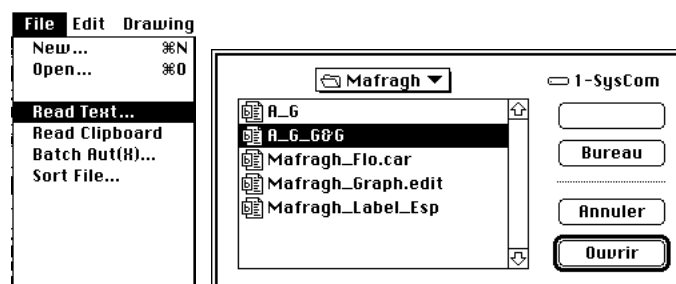 File Edit Drawing
New... ⌘N
Open... ⌘O
Read Text...
Read Clipboard
Batch Aut(X)...
Sort File...
Mafragh ▼
1-SysCom
A_G
A_G_G&G
Mafragh_Flo.car
Mafragh_Graph.edit
Mafragh_Label_Esp
Bureau
Annuler
Ouvrir